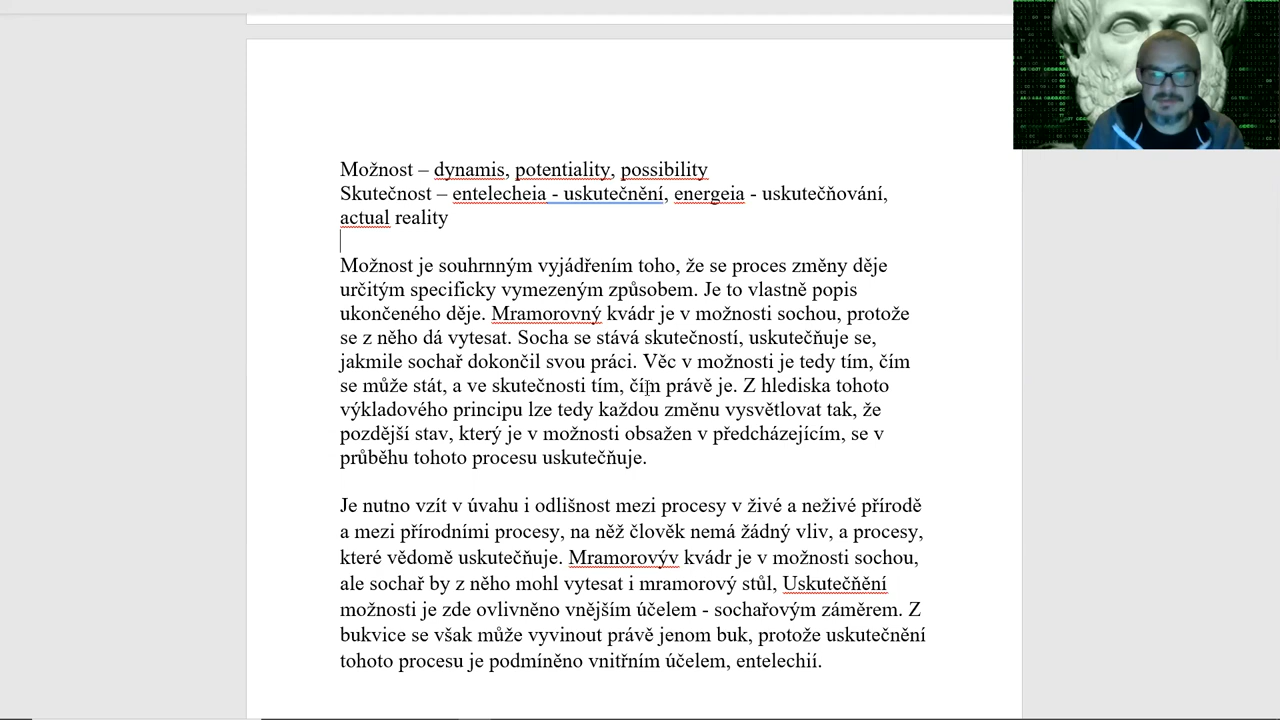 Možnost – dynamis, potentiality, possibility
Skutečnost – entelecheia - uskutečnění, energeia - uskutečňování,
actual reality
Možnost je souhrnným vyjádřením toho, že se proces změny děje
určitým specificky vymezeným způsobem. Je to vlastně popis
ukončeného děje. Mramorovný kvádr je v možnosti sochou, protože
se z něho dá vytesat. Socha se stává skutečností, uskutečňuje se,
jakmile sochař dokončil svou práci. Věc v možnosti je tedy tím, čím
se může stát, a ve skutečnosti tím, čím právě je. Z hlediska tohoto
výkladového principu lze tedy každou změnu vysvětlovat tak, že
pozdější stav, který je v možnosti obsažen v předcházejícím, se v
průběhu tohoto procesu uskutečňuje.
Je nutno vzít v úvahu i odlišnost mezi procesy v živé a neživé přírodě
a mezi přírodními procesy, na něž člověk nemá žádný vliv, a procesy,
které vědomě uskutečňuje. Mramorovýv kvádr je v možnosti sochou,
ale sochař by z něho mohl vytesat i mramorový stůl, Uskutečňění
možnosti je zde ovlivněno vnějším účelem - sochařovým záměrem. Z
bukvice se však může vyvinout právě jenom buk, protože uskutečnění
tohoto procesu je podmíněno vnitřním účelem, entelechií.